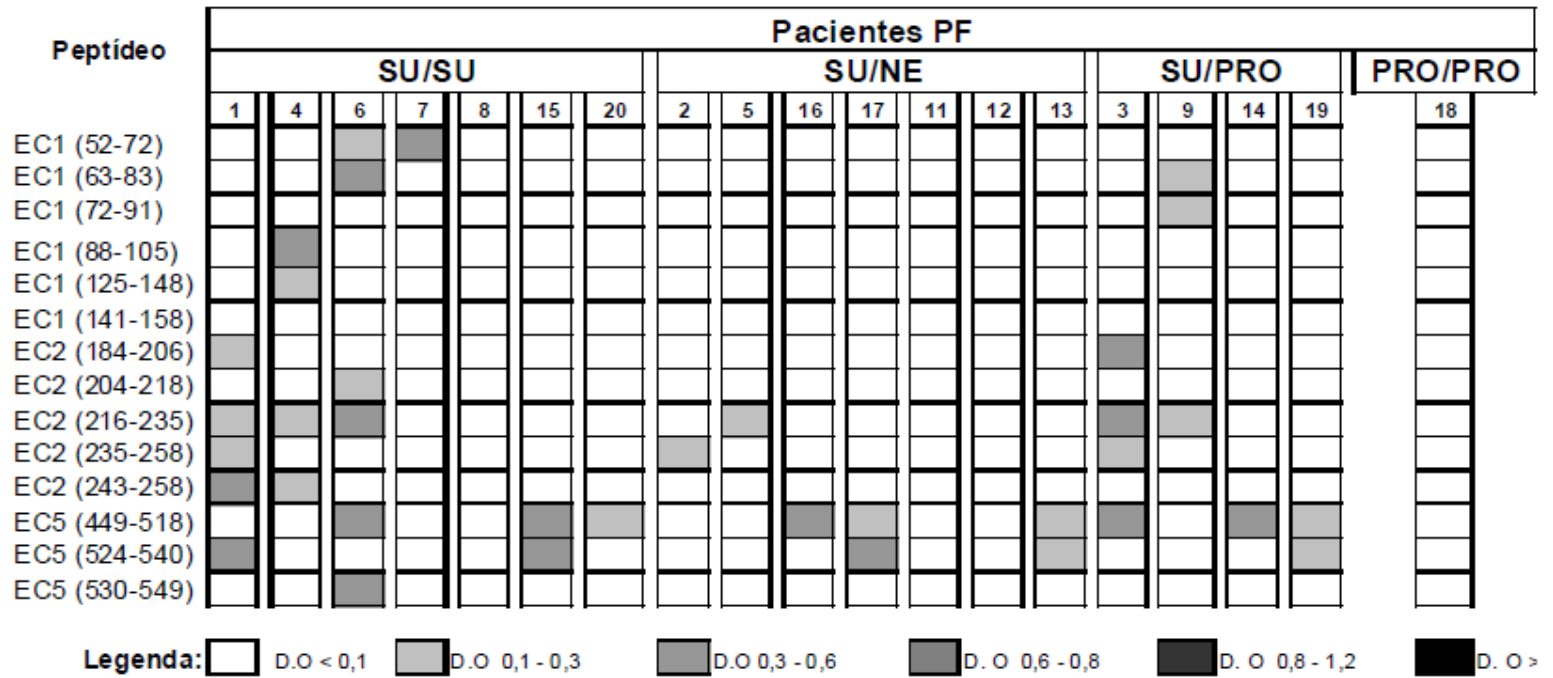 Pacientes PF
Peptídeo
SU/SU SU/NE SU/PRO PRO/PRO
1 4 6 7 8 15 20 2 5 16 17 11 12 13 3 9 14 19 18
EC1 (52-72)
EC1 (63-83)
EC1 (72-91)
EC1 (88-105)
EC1 (125-148)
EC1 (141-158)
EC2 (184-206)
EC2 (204-218)
EC2 (216-235)
EC2 (235-258)
EC2 (243-258)
EC5 (449-518)
EC5 (524-540)
EC5 (530-549)
Legenda: D.O < 0,1 D.O 0,1 - 0,3 D.O 0,3 - 0,6 D. O 0,6 - 0,8 D. O 0,8 - 1,2 D. O >